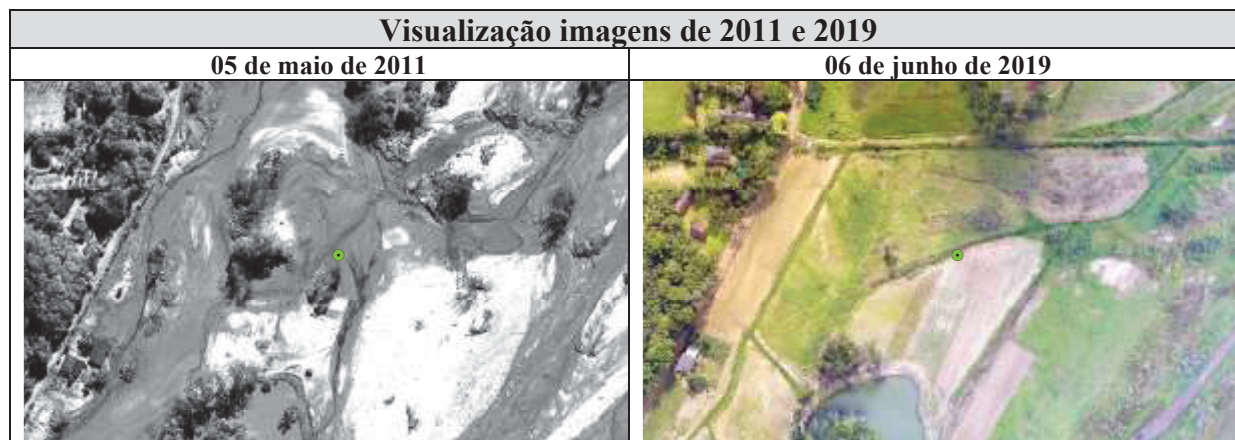 Visualização imagens de 2011 e 2019
05 de maio de 2011
06 de junho de 2019